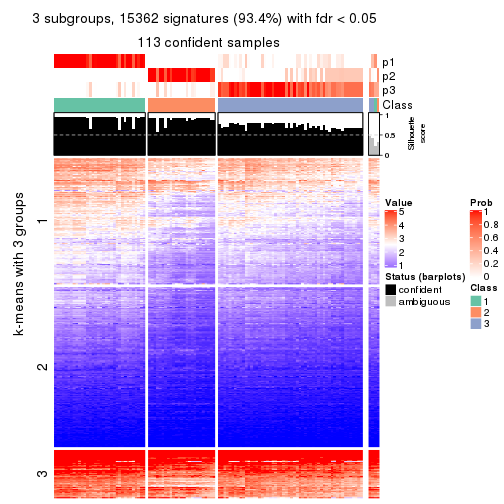 3 subgroups, 15362 signatures (93.4%) with fdr < 0.05
113 confident samples
p1
p2
p3
Class
1
0.5
0
Silhouette
score
k-means with 3 groups
1
2
3
Value
5
4
3
2
1
Status (barplots)
confident
ambiguous
Prob
1
0.8
0.6
0.4
0.2
0
Class
1
2
3